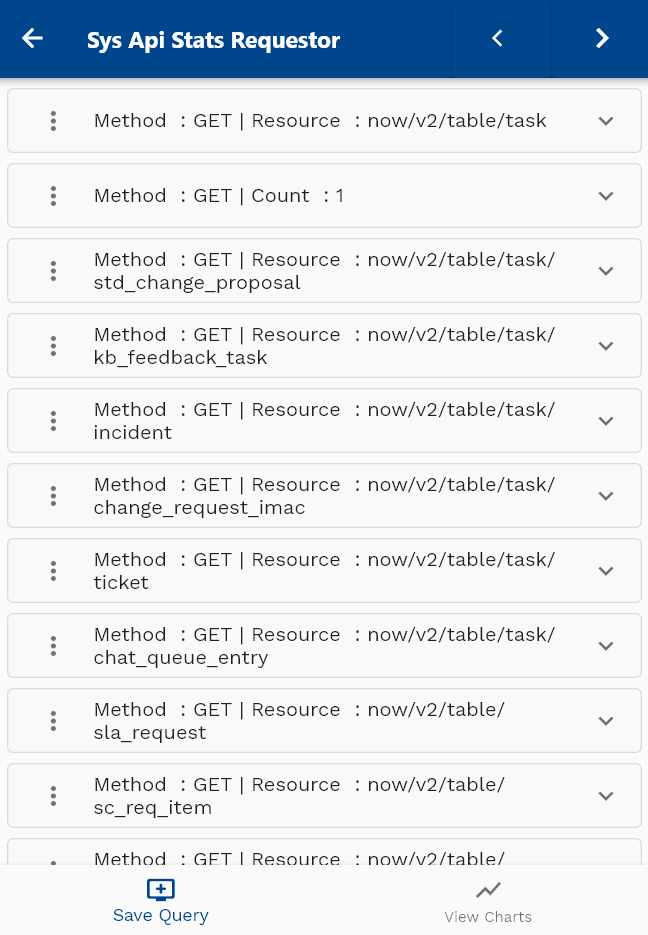 Sys Api Stats Requestor
Method : GET | Resource : now/v2/table/task
Method : GET | Count : 1
Method : GET | Resource : now/v2/table/task/
std_change_proposal
Method : GET | Resource : now/v2/table/task/
kb_feedback_task
Method : GET | Resource : now/v2/table/task/
incident
Method : GET | Resource : now/v2/table/task/
change_request_imac
Method : GET | Resource : now/v2/table/task/
ticket
Method : GET | Resource : now/v2/table/task/
chat_queue_entry
Method : GET | Resource : now/v2/table/
sla_request
Method : GET | Resource : now/v2/table/
sc_req_item
Method : GET | Resource : now/v2/table/
Save Query
View Charts